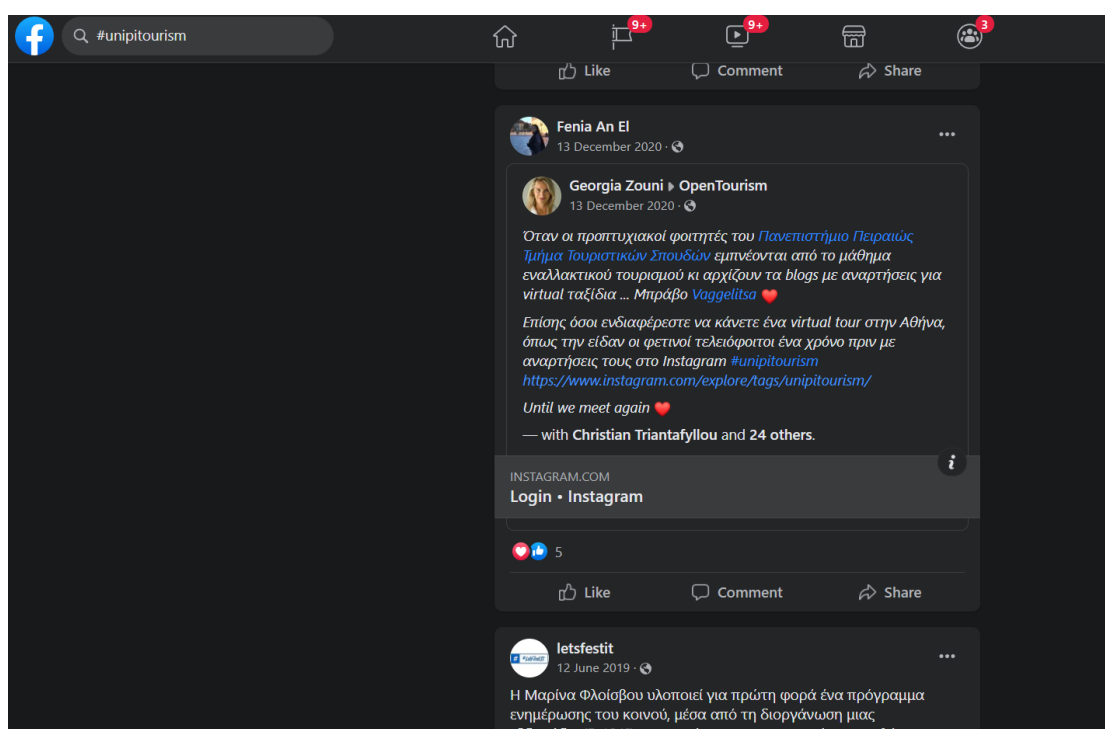 #unipitourism
9+
9+
3
Like Comment Share
Fenia An El
13 December 2020 ·
Georgia Zouni ▸ OpenTourism
13 December 2020 ·
Όταν οι προπτυχιακοί φοιτητές του Πανεπιστήμιο Πειραιώς
Τμήμα Τουριστικών Σπουδών εμπνέονται από το μάθημα
εναλλακτικού τουρισμού κι αρχίζουν τα blogs με αναρτήσεις για
virtual ταξίδια ... Μπράβο Vaggelitsa ❤️
Επίσης όσοι ενδιαφέρεστε να κάνετε ένα virtual tour στην Αθήνα,
όπως την είδαν οι φετινοί τελειόφοιτοι ένα χρόνο πριν με
αναρτήσεις τους στο Instagram #unipitourism
https://www.instagram.com/explore/tags/unipitourism/
Until we meet again ❤️
— with Christian Triantafyllou and 24 others.
INSTAGRAM.COM
Login • Instagram
5
Like Comment Share
letsfestit
12 June 2019 ·
Η Μαρίνα Φλοίσβου υλοποιεί για πρώτη φορά ένα πρόγραμμα
ενημέρωσης του κοινού, μέσα από τη διοργάνωση μιας